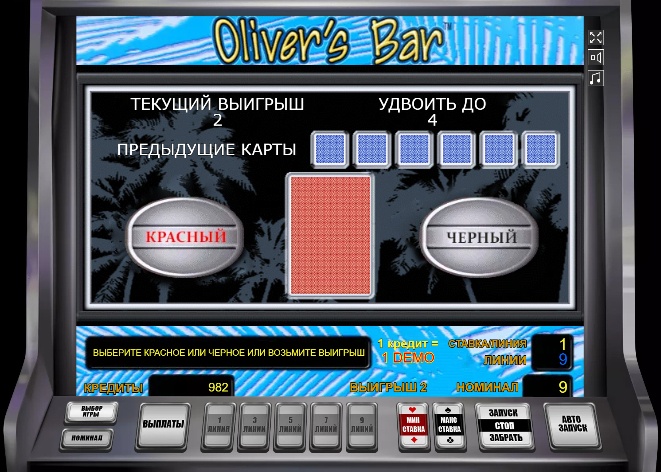 Oliver's Bar™
ТЕКУЩИЙ ВЫИГРЫШ УДВОИТЬ ДО
2 4
ПРЕДЫДУЩИЕ КАРТЫ
КРАСНЫЙ ЧЕРНЫЙ
ВЫБЕРИТЕ КРАСНОЕ ИЛИ ЧЕРНОЕ ИЛИ ВОЗЬМИТЕ ВЫИГРЫШ
1 кредит =
1 DEMO
СТАВКА/ЛИНИЯ 1
ЛИНИИ 9
КРЕДИТЫ 982 ВЫИГРЫШ 2 НОМИНАЛ 9
ВЫБОР
ИГРЫ
НОМИНАЛ
ВЫПЛАТЫ
1
ЛИНИЯ
3
ЛИНИИ
5
ЛИНИЙ
7
ЛИНИЙ
9
ЛИНИЙ
МИН
СТАВКА
МАКС
СТАВКА
ЗАПУСК
СТОП
ЗАБРАТЬ
АВТО
ЗАПУСК